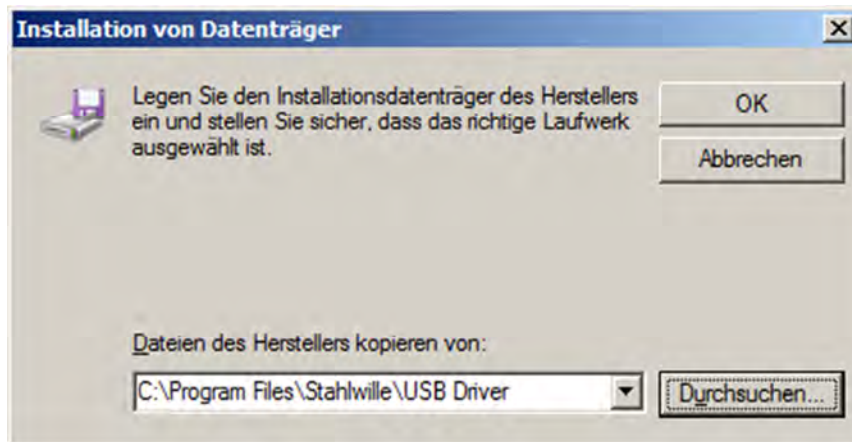 Installation von Datenträger
Legen Sie den Installationsdatenträger des Herstellers
ein und stellen Sie sicher, dass das richtige Laufwerk
ausgewählt ist.
OK
Abbrechen
Dateien des Herstellers kopieren von:
C:\Program Files\Stahlwille\USB Driver
Durchsuchen...